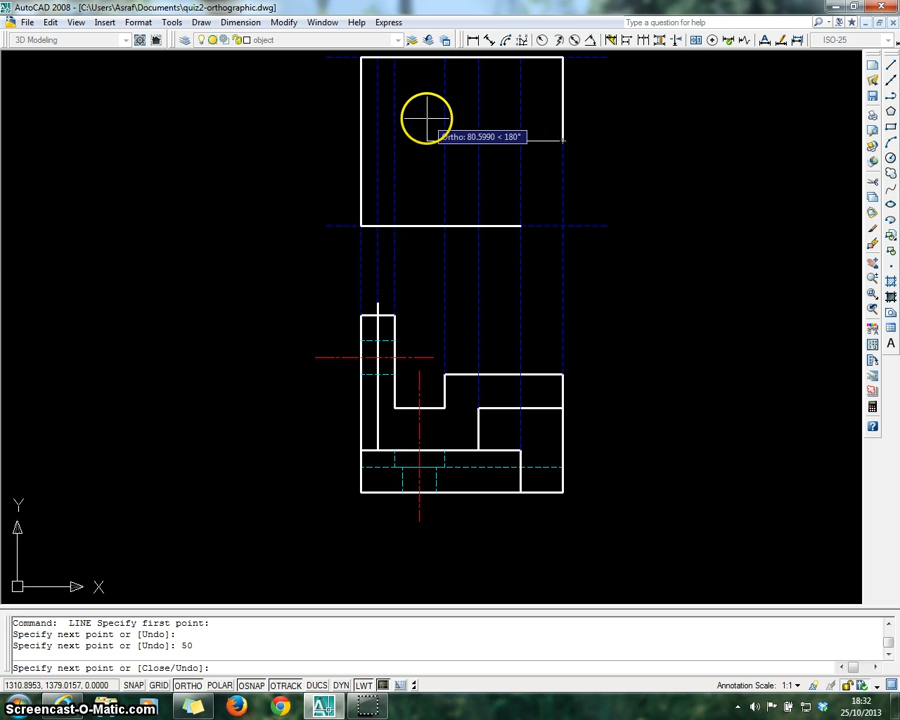 AutoCAD 2008 - [C:\Users\Asraf\Documents\quiz2-orthographic.dwg]
File Edit View Insert Format Tools Draw Dimension Modify Window Help Express
Type a question for help
3D Modeling
object
ISO-25
Ortho: 80.5990 < 180°
Y
X
A
Command: LINE Specify first point:
Specify next point or [Undo]:
Specify next point or [Undo]: 50
Specify next point or [Close/Undo]:
1310.8953, 1379.0157, 0.0000
SNAP GRID ORTHO POLAR OSNAP OTRACK DUCS DYN LWT
Annotation Scale: 1:1
Screencast-O-Matic.com
18:32
25/10/2013